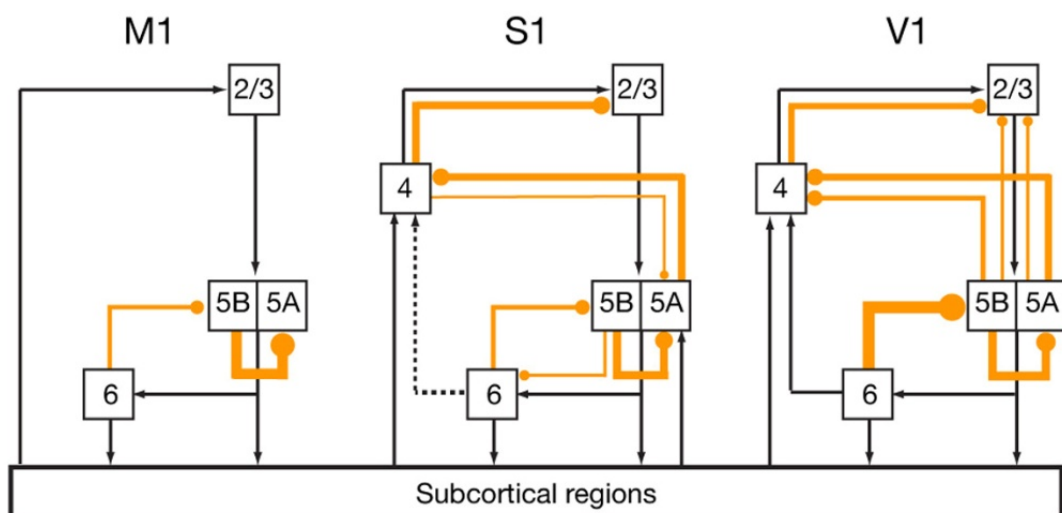 M1 S1 V1
2/3 2/3 2/3
4 4
5B 5A 5B 5A 5B 5A
6 6 6
Subcortical regions